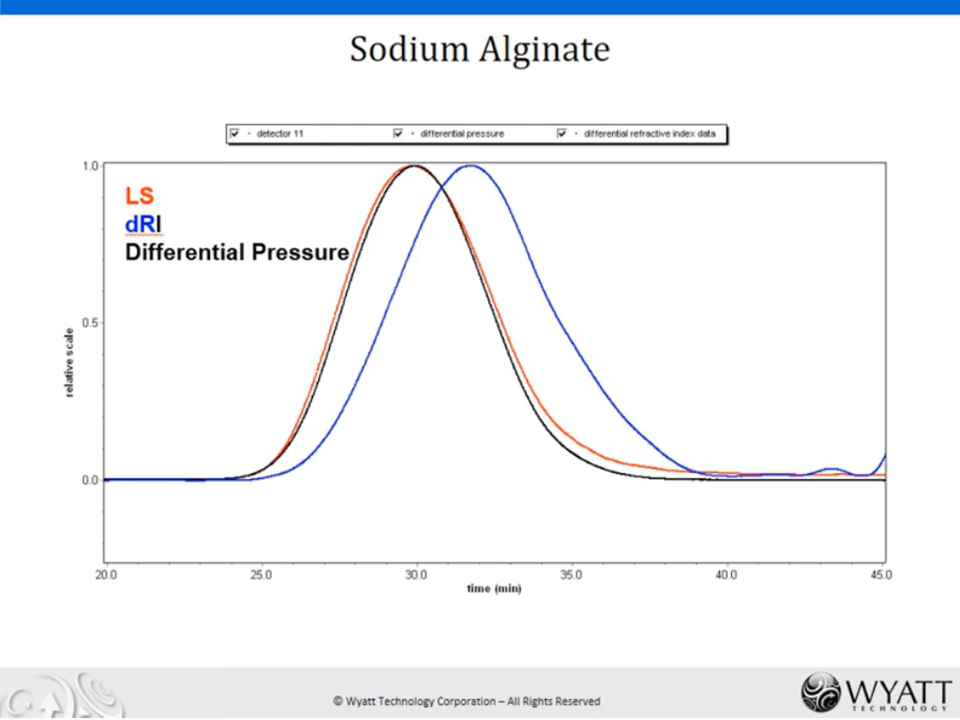 Sodium Alginate
detector 11 differential pressure differential refractive index data
1.0
LS
dRI
Differential Pressure
0.5
relative scale
0.0
20.0 25.0 30.0 35.0 40.0 45.0
time (min)
© Wyatt Technology Corporation – All Rights Reserved
WYATT
TECHNOLOGY